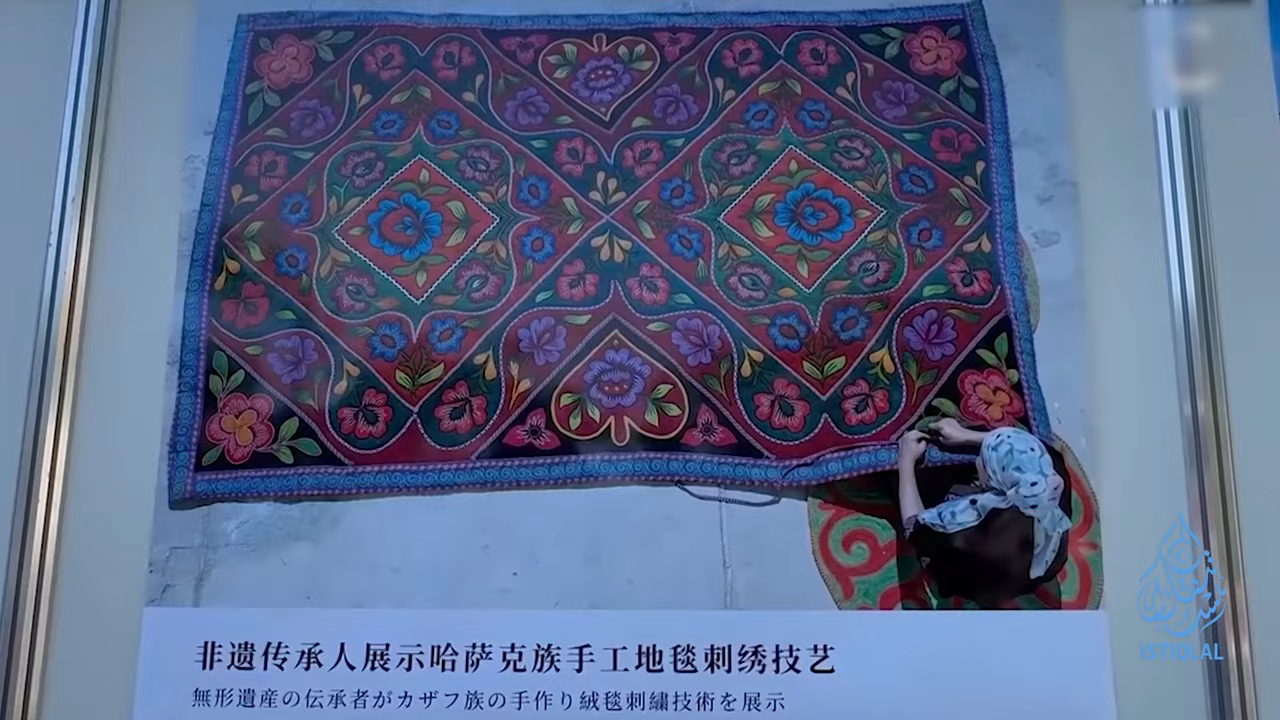 非遗传承人展示哈萨克族手工地毯刺绣技艺
無形遺産の伝承者がカザフ族の手作り絨毯刺繍技術を展示
ISTIQLAL